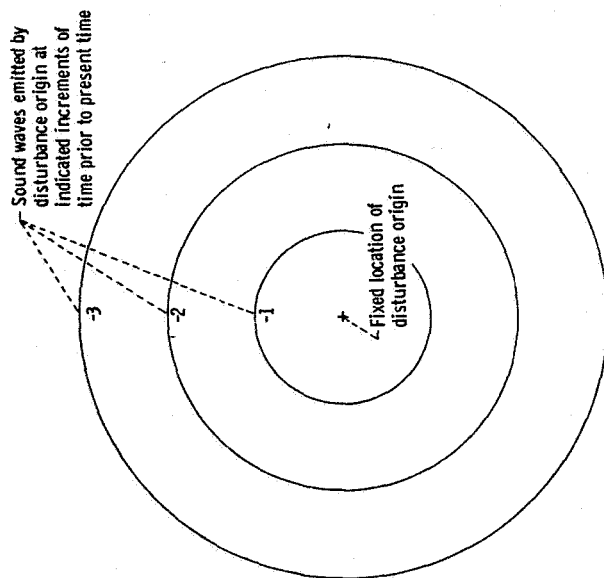 Sound waves emitted by
disturbance origin at
indicated increments of
time prior to present time
-3
-2
-1
+
Fixed location of
disturbance origin